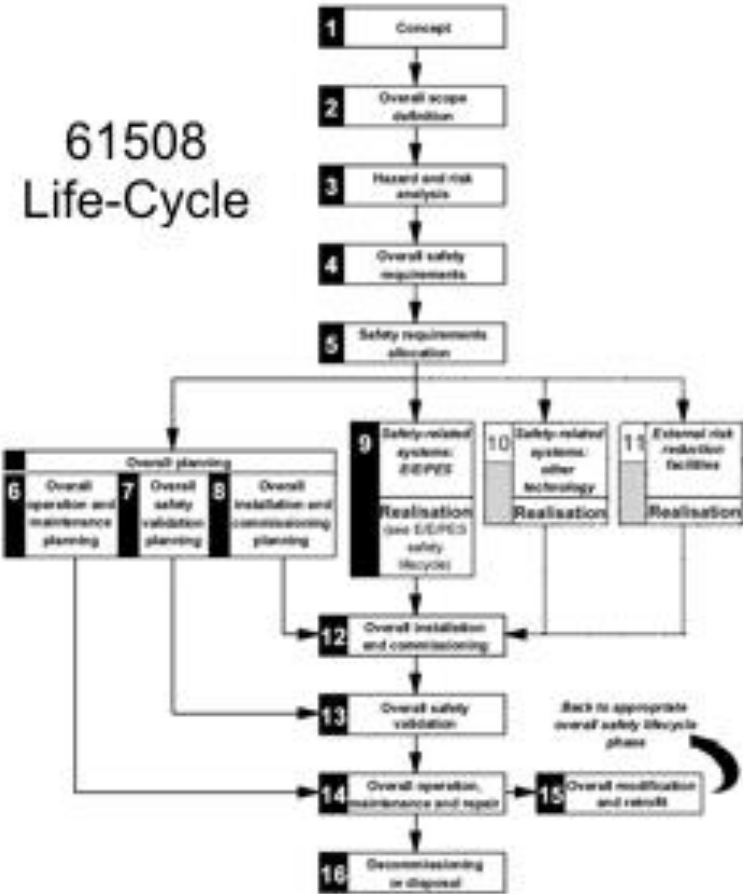 61508
Life-Cycle
1
Concept
2
Overall scope
definition
3
Hazard and risk
analysis
4
Overall safety
requirements
5
Safety requirements
allocation
Overall planning
6
Overall
operation and
maintenance
planning
7
Overall
safety
validation
planning
8
Overall
installation and
commissioning
planning
9
Safety-related
systems:
E/E/PES
Realisation
(see E/E/PES
safety
lifecycle)
10
Safety-related
systems:
other
technology
Realisation
11
External risk
reduction
facilities
Realisation
12
Overall installation
and commissioning
13
Overall safety
validation
Back to appropriate
overall safety lifecycle
phase
14
Overall operation,
maintenance and repair
15
Overall modification
and retrofit
16
Decommissioning
or disposal